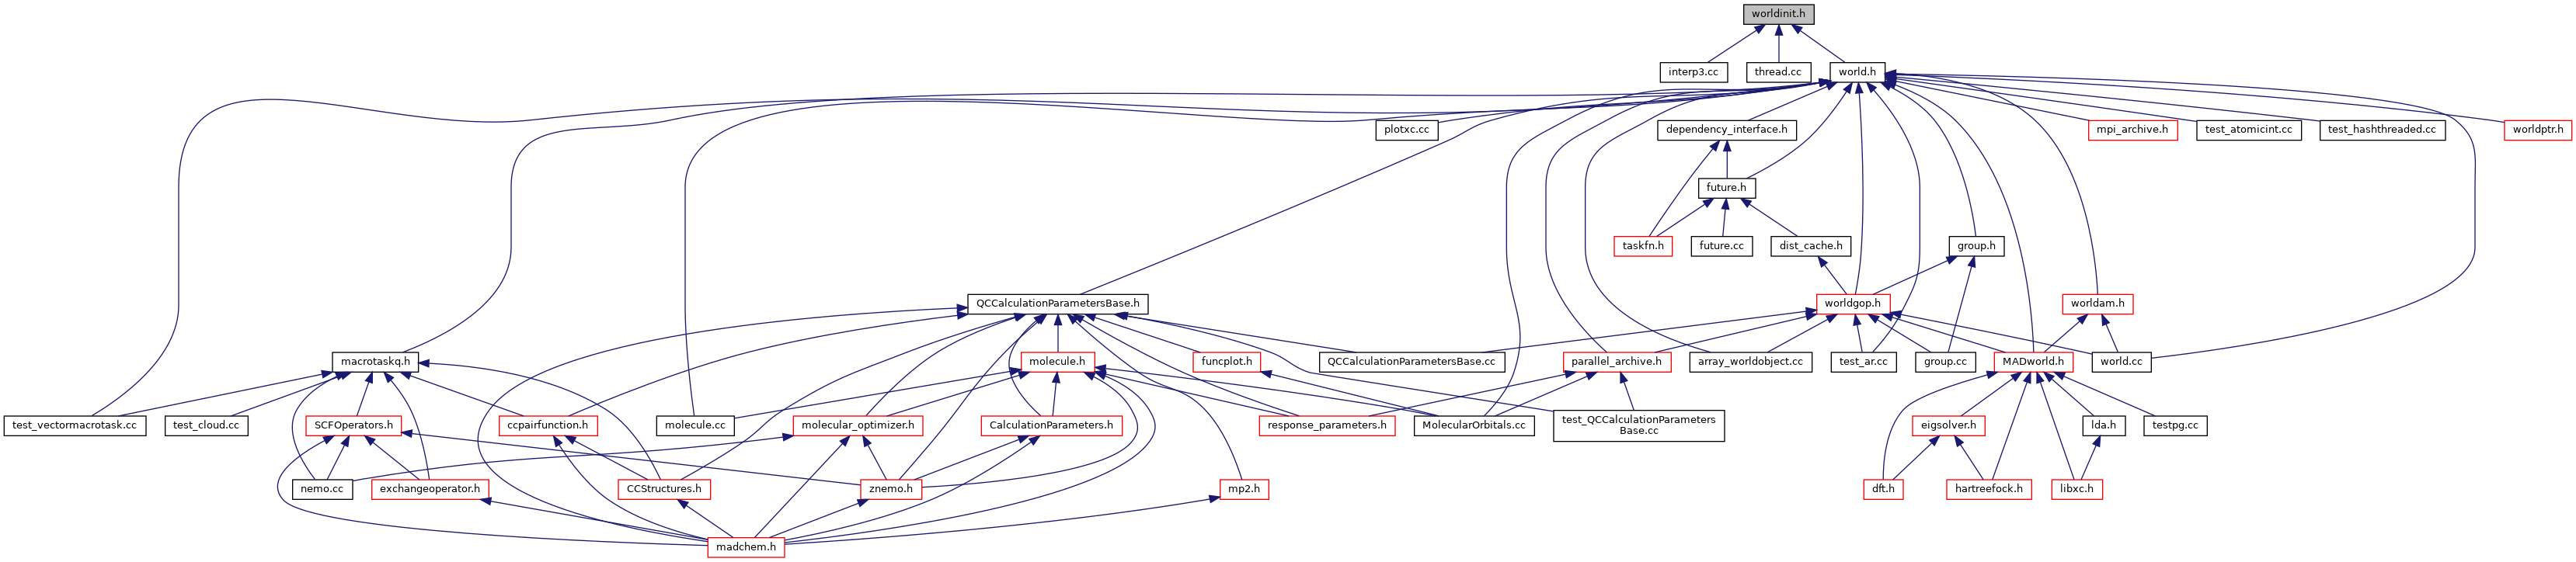 worldinit.h
interp3.cc
thread.cc
world.h
plotxc.cc
dependency_interface.h
mpi_archive.h
test_atomicint.cc
test_hashthreaded.cc
worldptr.h
future.h
taskfn.h
future.cc
dist_cache.h
group.h
QCCalculationParametersBase.h
worldgop.h
worldam.h
macrotaskq.h
molecule.h
funcplot.h
QCCalculationParametersBase.cc
parallel_archive.h
array_worldobject.cc
test_ar.cc
group.cc
MADworld.h
world.cc
test_vectormacrotask.cc
test_cloud.cc
SCFOperators.h
ccpairfunction.h
molecule.cc
molecular_optimizer.h
CalculationParameters.h
response_parameters.h
MolecularOrbitals.cc
test_QCCalculationParameters
Base.cc
eigsolver.h
lda.h
testpg.cc
nemo.cc
exchangeoperator.h
CCStructures.h
znemo.h
mp2.h
dft.h
hartreefock.h
libxc.h
madchem.h